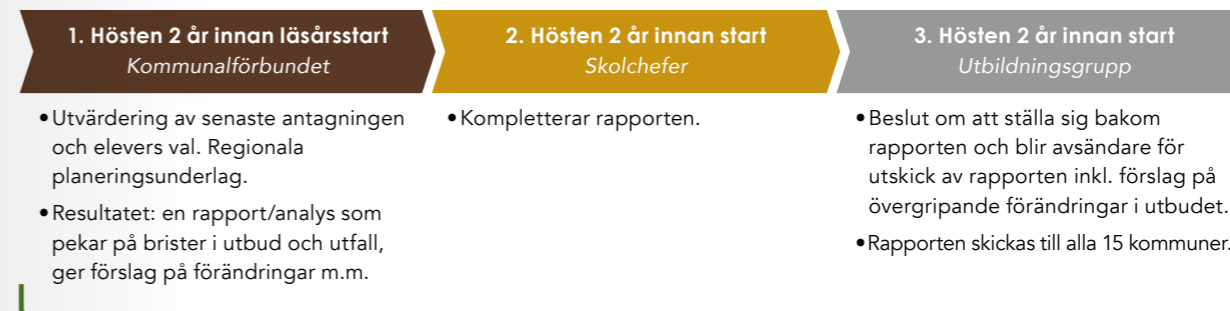 1. Hösten 2 år innan läsårsstart
Kommunalförbundet
• Utvärdering av senaste antagningen
och elevers val. Regionala
planeringsunderlag.
• Resultatet: en rapport/analys som
pekar på brister i utbud och utfall,
ger förslag på förändringar m.m.
2. Hösten 2 år innan start
Skolchefer
• Kompletterar rapporten.
3. Hösten 2 år innan start
Utbildningsgrupp
• Beslut om att ställa sig bakom
rapporten och blir avsändare för
utskick av rapporten inkl. förslag på
övergripande förändringar i utbudet.
• Rapporten skickas till alla 15 kommuner.